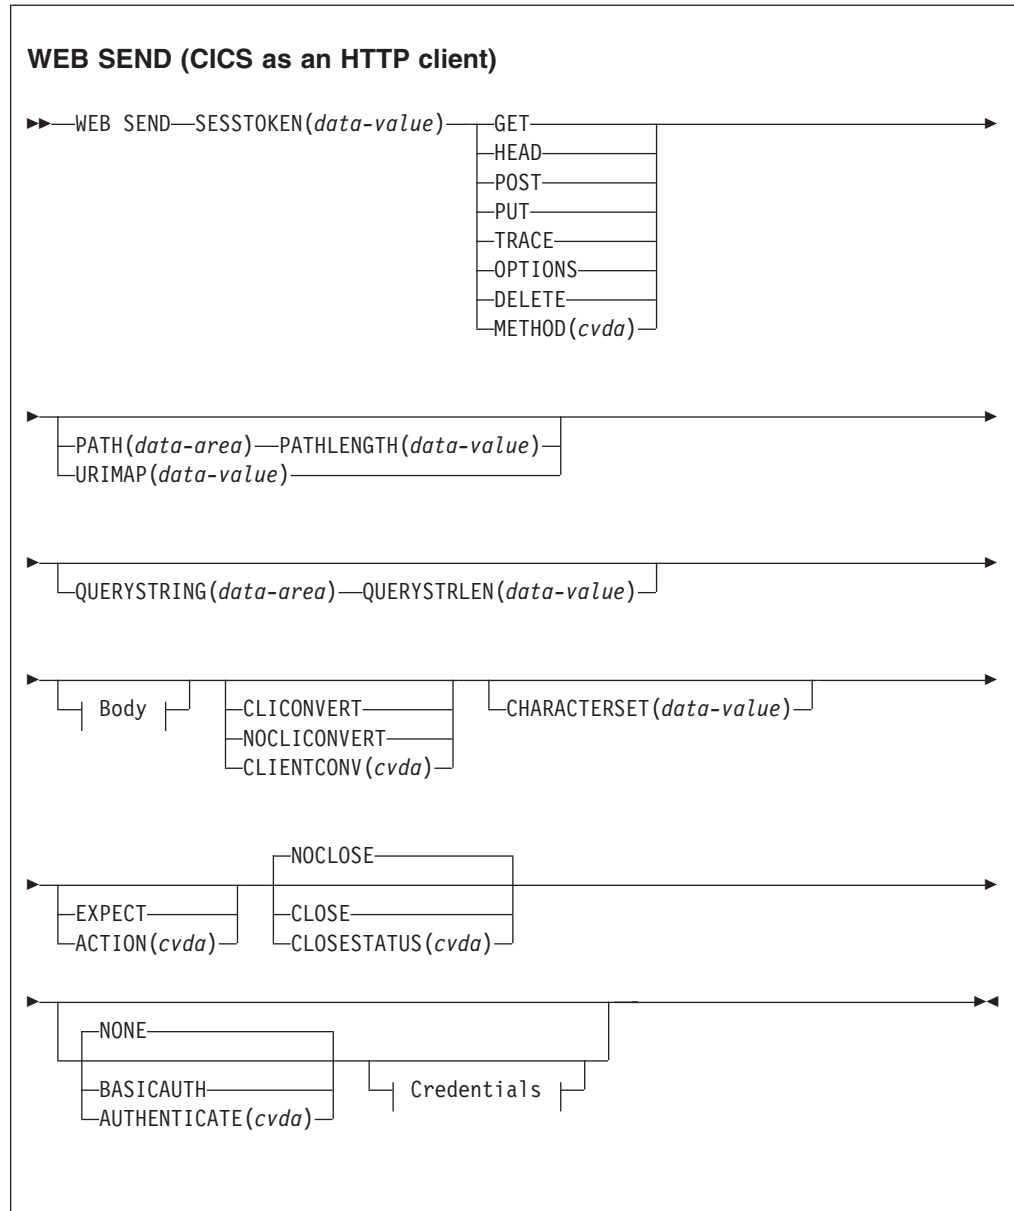 WEB SEND (CICS as an HTTP client)
WEB SEND SESSTOKEN(data-value) GET
HEAD
POST
PUT
TRACE
OPTIONS
DELETE
METHOD(cvda)
PATH(data-area) PATHLENGTH(data-value)
URIMAP(data-value)
QUERYSTRING(data-area) QUERYSTRLEN(data-value)
Body CLICONVERT CHARACTERSET(data-value)
NOCLICONVERT
CLIENTCONV(cvda)
NOCLOSE
EXPECT CLOSE
ACTION(cvda) CLOSESTATUS(cvda)
NONE
BASICAUTH Credentials
AUTHENTICATE(cvda)